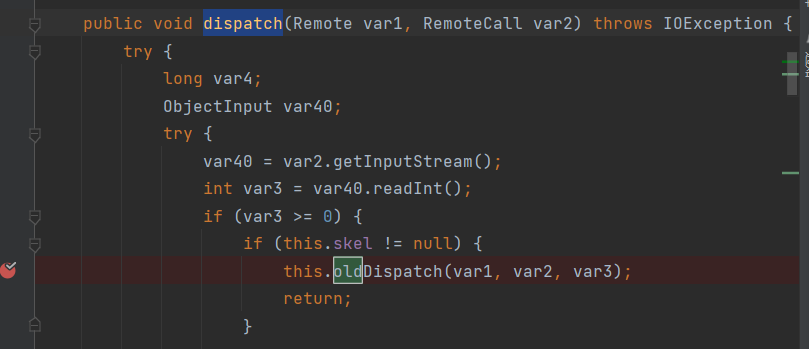 public void dispatch(Remote var1, RemoteCall var2) throws IOException {
    try {
        long var4;
        ObjectInput var40;
        try {
            var40 = var2.getInputStream();
            int var3 = var40.readInt();
            if (var3 >= 0) {
                if (this.skel != null) {
                    this.oldDispatch(var1, var2, var3);
                    return;
                }